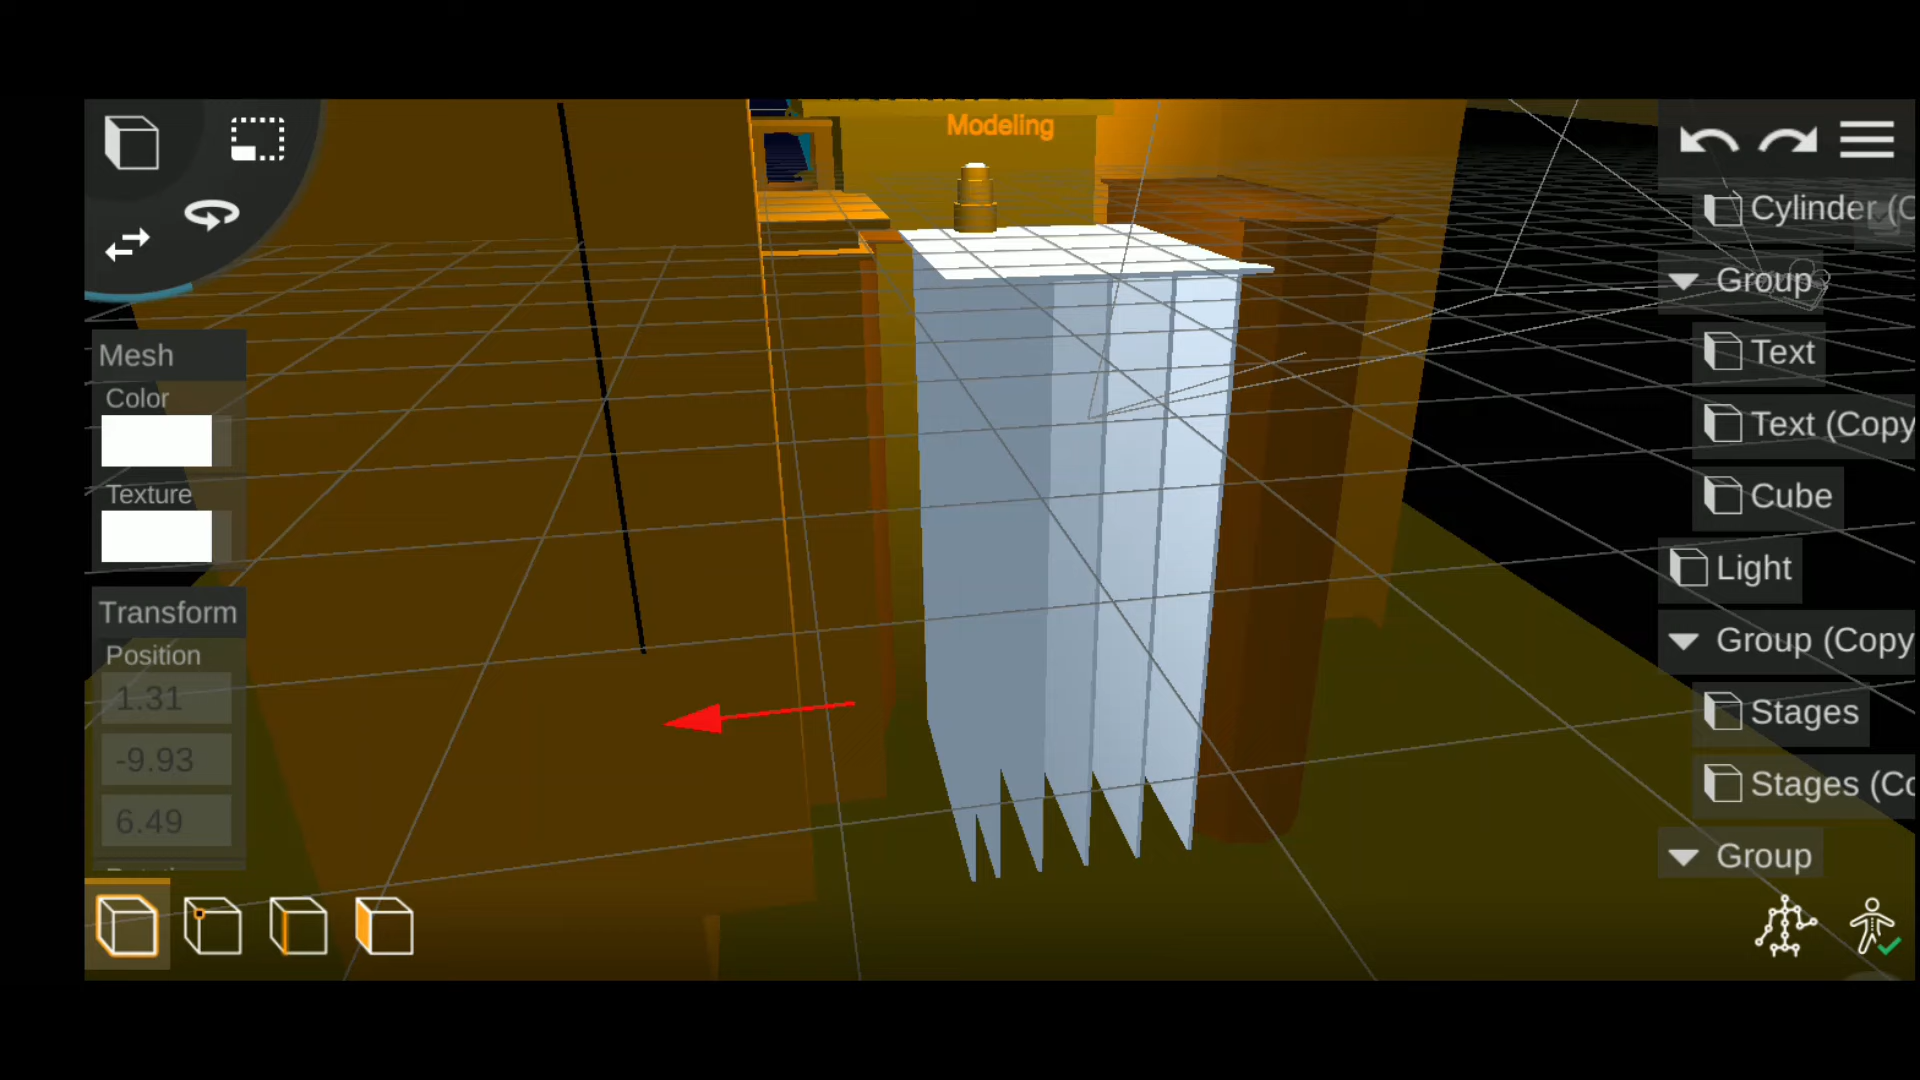 Modeling
Mesh
Color
Texture
Transform
Position
1.31
-9.93
6.49
Cylinder (C
Group
Text
Text (Copy
Cube
Light
Group (Copy
Stages
Stages (Co
Group